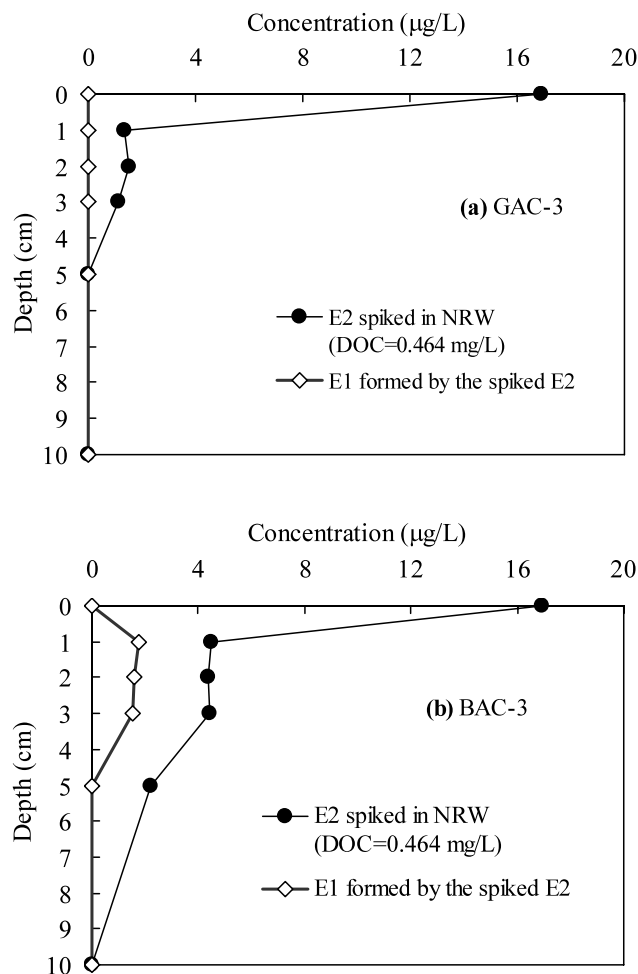 Concentration (μg/L)
0 4 8 12 16 20
0
1
2
3
4
5
6
7
8
9
10
Depth (cm)
(a) GAC-3
E2 spiked in NRW
(DOC=0.464 mg/L)
E1 formed by the spiked E2
Concentration (μg/L)
0 4 8 12 16 20
0
1
2
3
4
5
6
7
8
9
10
Depth (cm)
(b) BAC-3
E2 spiked in NRW
(DOC=0.464 mg/L)
E1 formed by the spiked E2